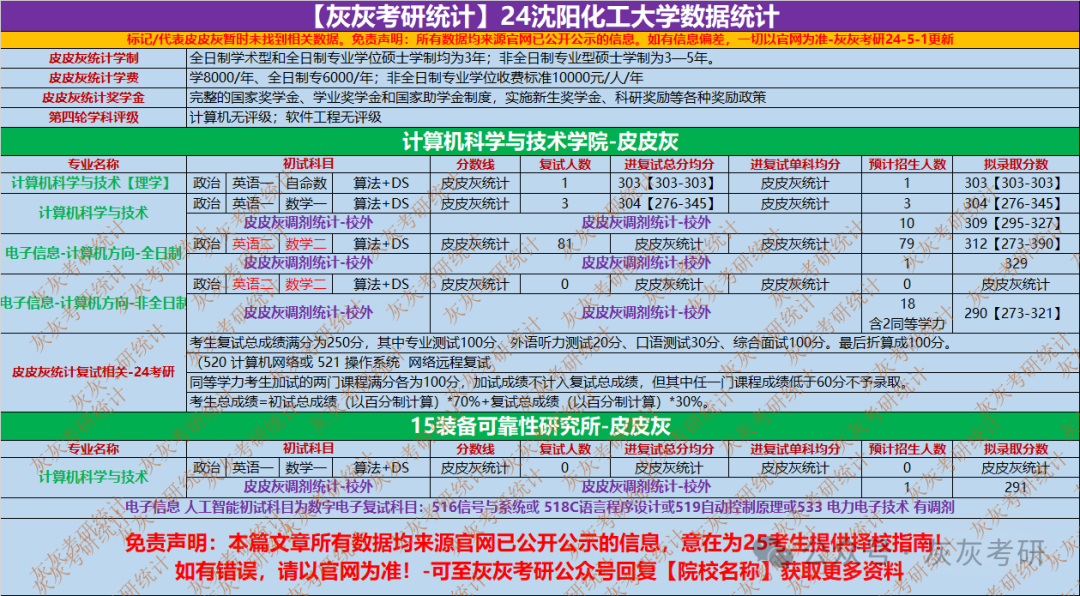 【灰灰考研统计】24沈阳化工大学数据统计
标记/代表皮皮灰暂时未找到相关数据。免责声明：所有数据均来源官网已公开公示的信息。如有信息偏差，一切以官网为准-灰灰考研24-5-1更新
皮皮灰统计学制 全日制学术型和全日制专业学位硕士学制均为3年；非全日制专业型硕士学制为3—5年。
皮皮灰统计学费 学8000/年、全日制专6000/年；非全日制专业学位收费标准10000元/人/年
皮皮灰统计奖学金 完整的国家奖学金、学业奖学金和国家助学金制度，实施新生奖学金、科研奖励等各种奖励政策
第四轮学科评级 计算机无评级；软件工程无评级
计算机科学与技术学院-皮皮灰
专业名称 初试科目 分数线 复试人数 进复试总分均分 进复试单科均分 预计招生人数 拟录取分数
计算机科学与技术【理学】 政治 英语一 自命数 算法+DS 皮皮灰统计 1 303【303-303】 皮皮灰统计 1 303【303-303】
计算机科学与技术 政治 英语一 数学一 算法+DS 皮皮灰统计 3 304【276-345】 皮皮灰统计 3 304【276-345】
皮皮灰调剂统计-校外 皮皮灰调剂统计-校外 10 309【295-327】
电子信息-计算机方向-全日制 政治 英语二 数学二 算法+DS 皮皮灰统计 81 皮皮灰统计 皮皮灰统计 79 312【273-390】
皮皮灰调剂统计-校外 皮皮灰调剂统计-校外 1 329
电子信息-计算机方向-非全日制 政治 英语二 数学二 算法+DS 皮皮灰统计 0 皮皮灰统计 皮皮灰统计 0 皮皮灰统计
皮皮灰调剂统计-校外 皮皮灰调剂统计-校外 18 290【273-321】
含2同等学力
皮皮灰统计复试相关-24考研
考生复试总成绩满分为250分，其中专业测试100分、外语听力测试20分、口语测试30分、综合面试100分。最后折算成100分。
（520 计算机网络或 521 操作系统 网络远程复试
同等学力考生加试的两门课程满分各为100分，加试成绩不计入复试总成绩，但其中任一门课程成绩低于60分不予录取。
考生总成绩=初试总成绩（以百分制计算）*70%+复试总成绩（以百分制计算）*30%。
15装备可靠性研究所-皮皮灰
专业名称 初试科目 分数线 复试人数 进复试总分均分 进复试单科均分 预计招生人数 拟录取分数
计算机科学与技术 政治 英语一 数学一 算法+DS 皮皮灰统计 0 皮皮灰统计 皮皮灰统计 0 皮皮灰统计
皮皮灰调剂统计-校外 皮皮灰调剂统计-校外 1 291
电子信息 人工智能初试科目为数字电子复试科目：516信号与系统或 518C语言程序设计或519自动控制原理或533 电力电子技术 有调剂
免责声明：本篇文章所有数据均来源官网已公开公示的信息，意在为25考生提供择校指南！
如有错误，请以官网为准！-可至灰灰考研公众号回复【院校名称】获取更多资料
公众号 · 灰灰考研